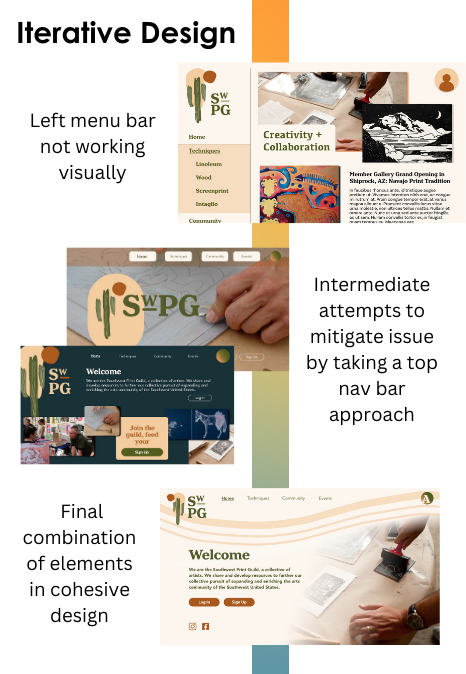 Iterative Design
Left menu bar
not working
visually
SW
PG
Home
Techniques
Linoleum
Wood
Screenprint
Intaglio
Community
Creativity +
Collaboration
Member Gallery Grand Opening in
Shiprock, AZ: Navajo Print Tradition
Home
Techniques
Community
Events
SWPG
Sign In
Intermediate
attempts to
mitigate issue
by taking a top
nav bar
approach
SW
PG
Home
Techniques
Community
Events
Welcome
We are the Southwest Print Guild, a collective of artists. We share and
develop resources to further our collective pursuit of expanding and
enriching the arts community of the Southwest United States.
Log In
Join the
guild, feed
your
Sign Up
Final
combination
of elements
in cohesive
design
SW
PG
Home
Techniques
Community
Events
A
Welcome
We are the Southwest Print Guild, a collective of
artists. We share and develop resources to further our
collective pursuit of expanding and enriching the arts
community of the Southwest United States.
Log In
Sign Up